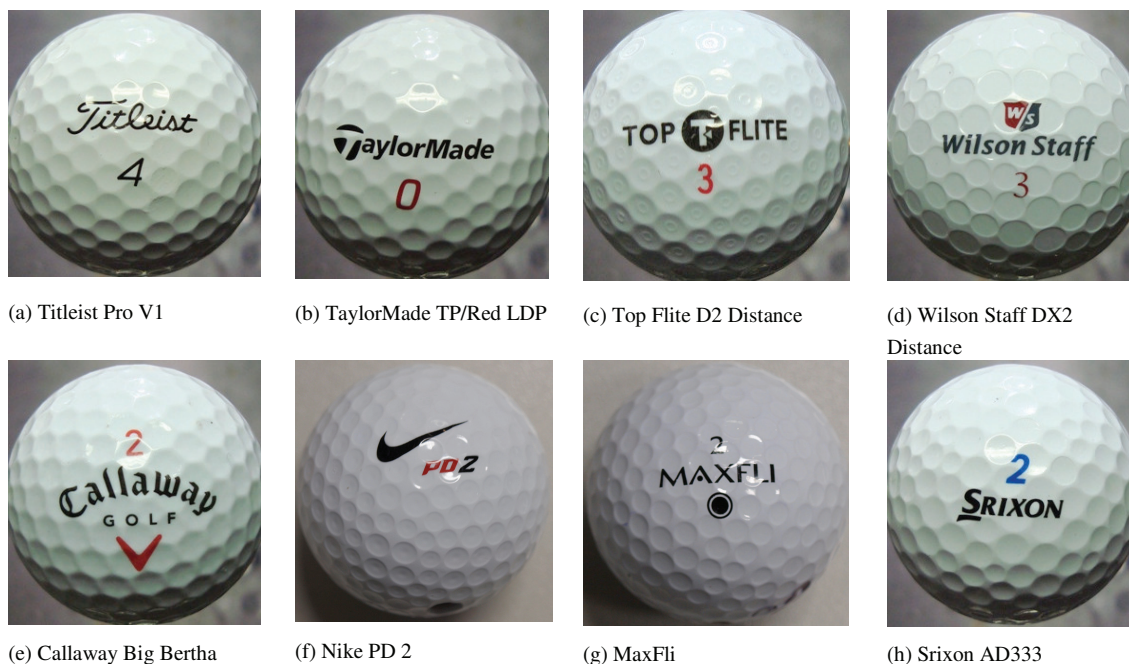 Titleist
4
TaylorMade
0
TOP T FLITE
3
W/S
Wilson Staff
3
(a) Titleist Pro V1
(b) TaylorMade TP/Red LDP
(c) Top Flite D2 Distance
(d) Wilson Staff DX2
Distance
2
Callaway
GOLF
PD2
2
MAXFLI
2
SRIXON
(e) Callaway Big Bertha
(f) Nike PD 2
(g) MaxFli
(h) Srixon AD333